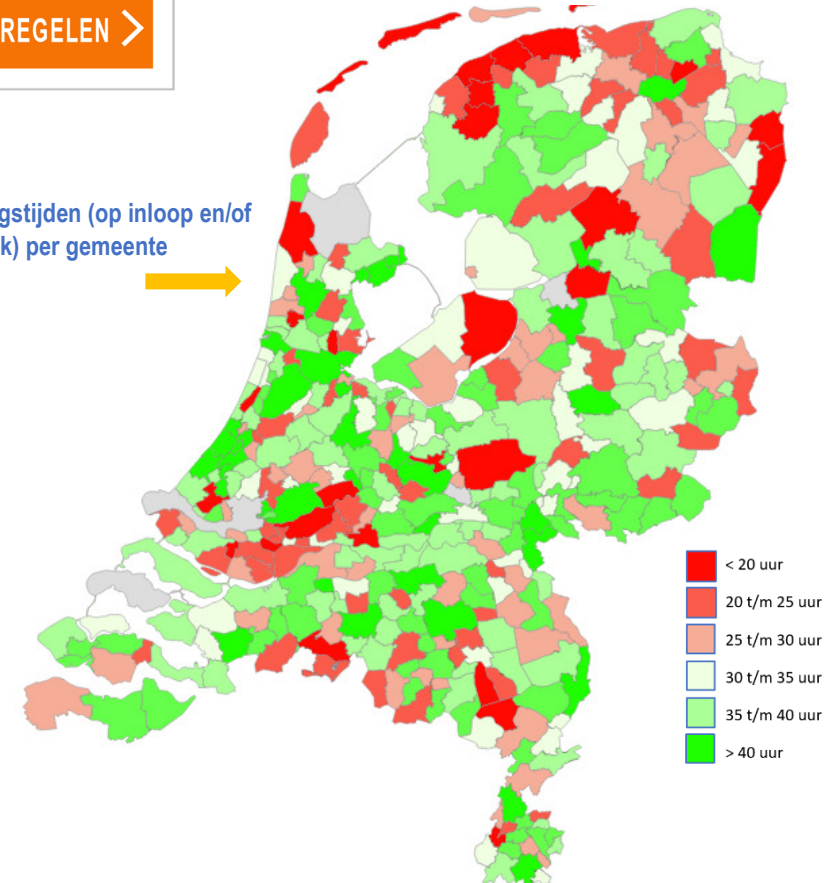 REGELEN
gstijden (op inloop en/of
k) per gemeente
< 20 uur
20 t/m 25 uur
25 t/m 30 uur
30 t/m 35 uur
35 t/m 40 uur
> 40 uur